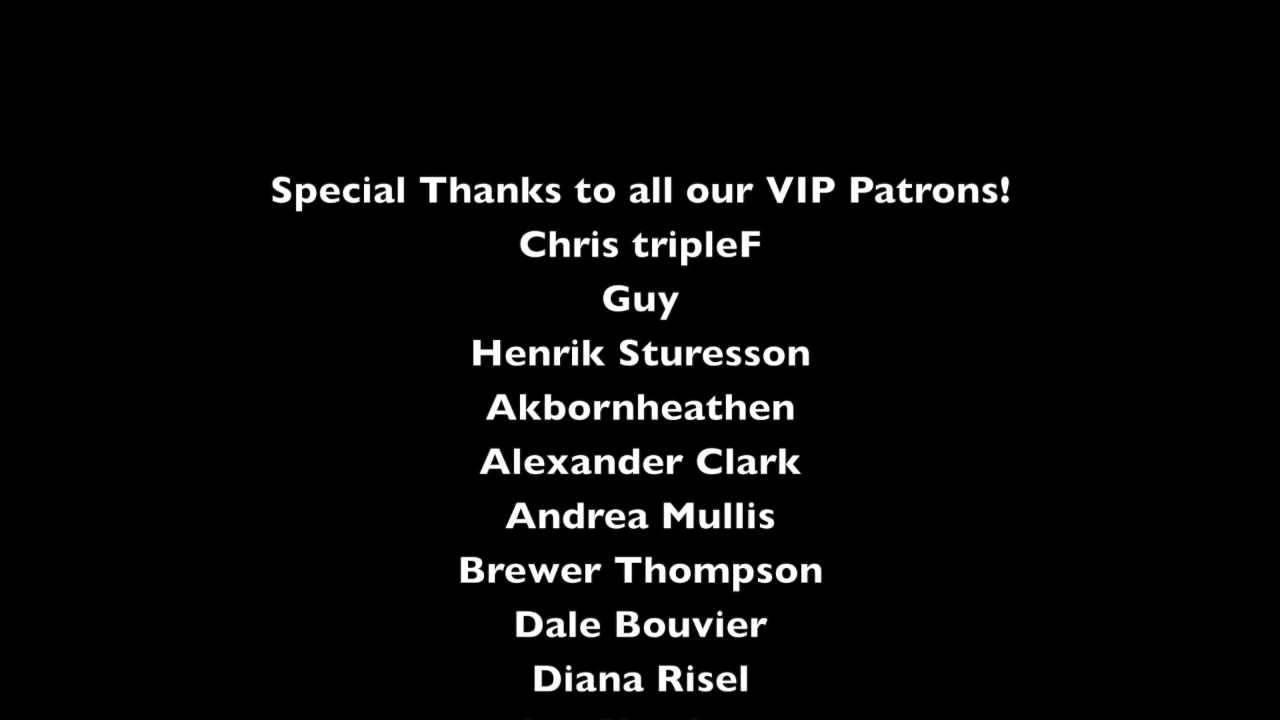 Special Thanks to all our VIP Patrons!
Chris tripleF
Guy
Henrik Sturesson
Akbornheathen
Alexander Clark
Andrea Mullis
Brewer Thompson
Dale Bouvier
Diana Risel